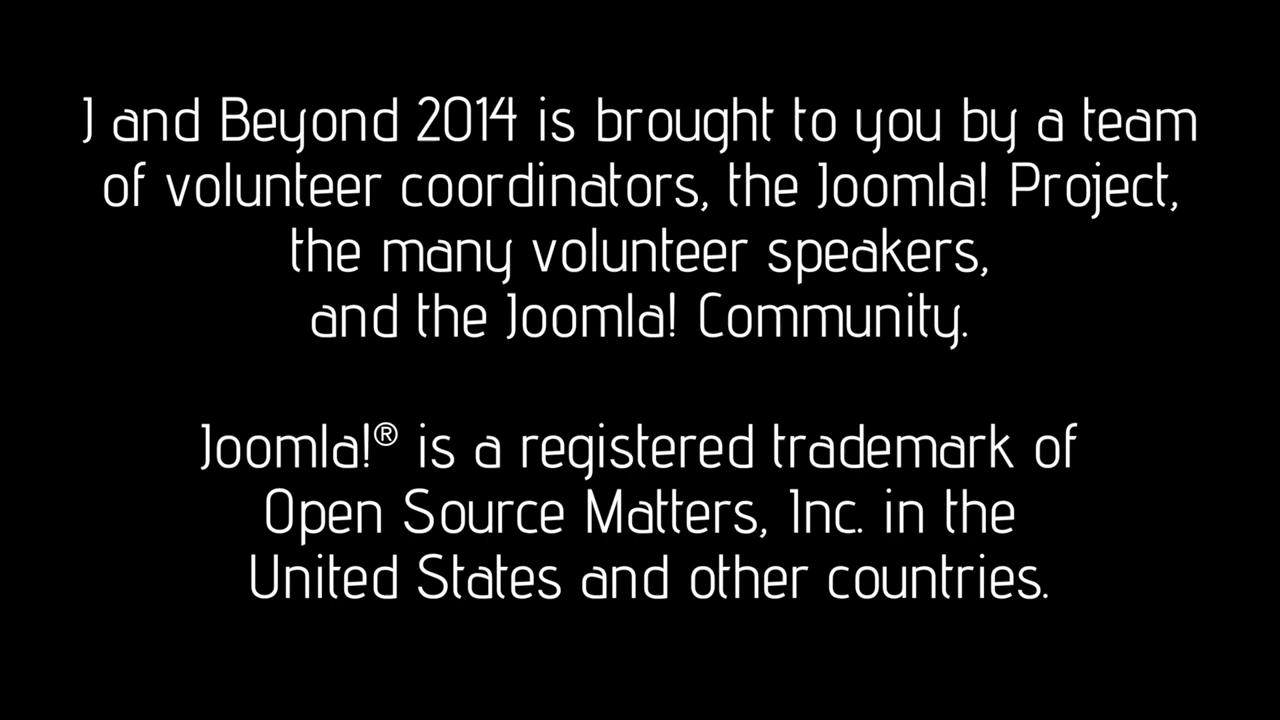 J and Beyond 2014 is brought to you by a team
of volunteer coordinators, the Joomla! Project,
the many volunteer speakers,
and the Joomla! Community.
Joomla!® is a registered trademark of
Open Source Matters, Inc. in the
United States and other countries.